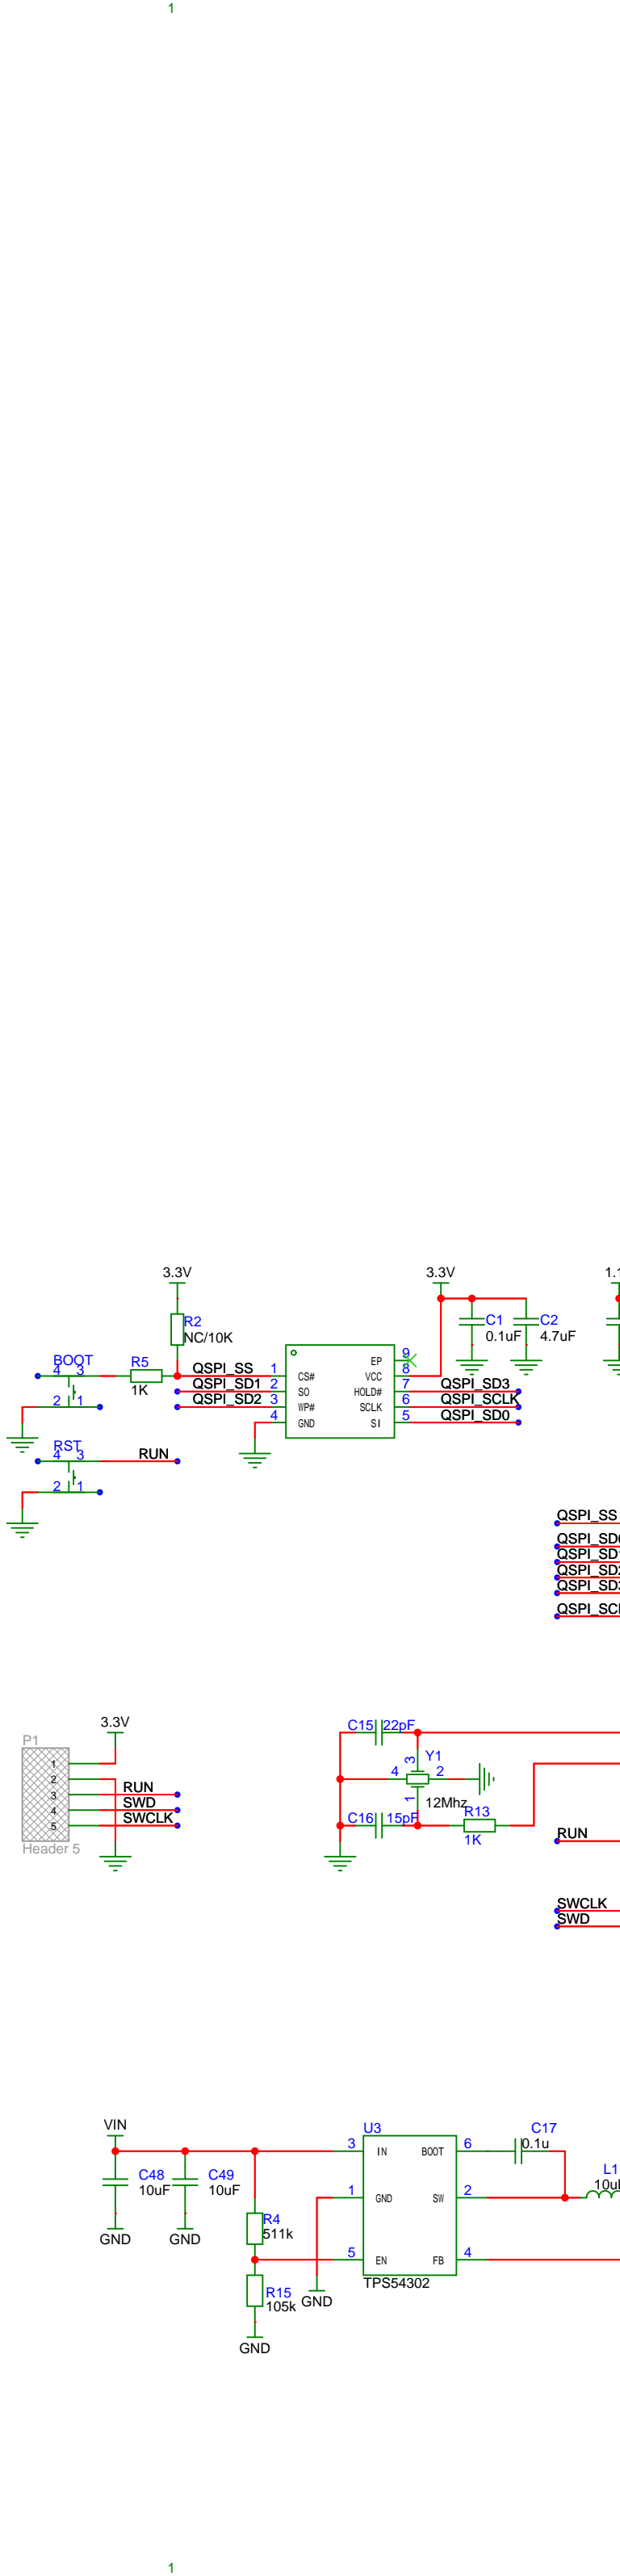 1
3.3V
R2
NC/10K
BOOT
4 3
2 1
R5
1K
QSPI_SS 1
QSPI_SD1 2
QSPI_SD2 3
4
CS#
SO
WP#
GND
EP
VCC
HOLD#
SCLK
SI
9
8
7 QSPI_SD3
6 QSPI_SCLK
5 QSPI_SD0
3.3V
C1
0.1uF
C2
4.7uF
RST
4 3
2 1
RUN
QSPI_SS
P1
1
2
3
4
5
Header 5
3.3V
RUN
SWD
SWCLK
C15 22pF
3 Y1
4 2
1 12Mhz
C16 15pF
R13
1K
RUN
SWCLK
SWD
VIN
C48
10uF
C49
10uF
GND
GND
R4
511k
R15
105k
GND
GND
U3
3 IN BOOT 6
1 GND SW 2
5 EN FB 4
TPS54302
C17
0.1u
L1
1